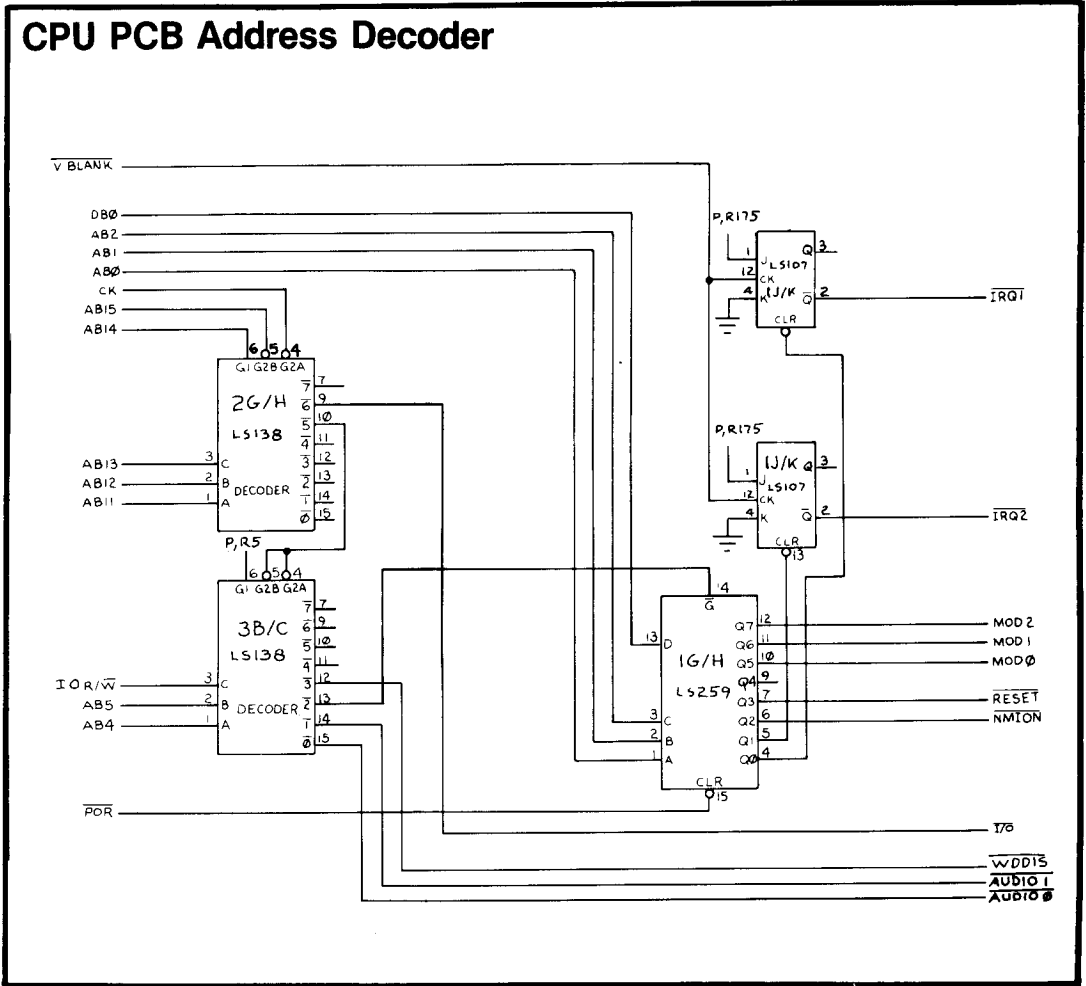 CPU PCB Address Decoder
V BLANK
DBØ
AB2
AB1
ABØ
CK
AB15
AB14
6 5 4
G1 G2B G2A
2G/H
LS138
DECODER
AB13 3 C
AB12 2 B
AB11 1 A
7 7
6 9
5 10
4 11
3 12
2 13
1 14
Ø 15
P,R5
6 5 4
G1 G2B G2A
3B/C
LS138
DECODER
IOR/W 3 C
AB5 2 B
AB4 1 A
7 7
6 9
5 10
4 11
3 12
2 13
1 14
Ø 15
POR
P,R175
1 J
LS107
12 CK
1J/K
4 K
Q 3
Q 2
CLR
IRQ1
P,R175
1J/K
1 J
LS107
12 CK
4 K
Q 3
Q 2
CLR
13
IRQ2
14
G
13 D
1G/H
LS259
3 C
2 B
1 A
CLR
15
Q7 12 MOD2
Q6 11 MOD1
Q5 10 MODØ
Q4 9
Q3 7 RESET
Q2 6 NMION
Q1 5
QØ 4
I/O
WDDIS
AUDIO 1
AUDIO Ø